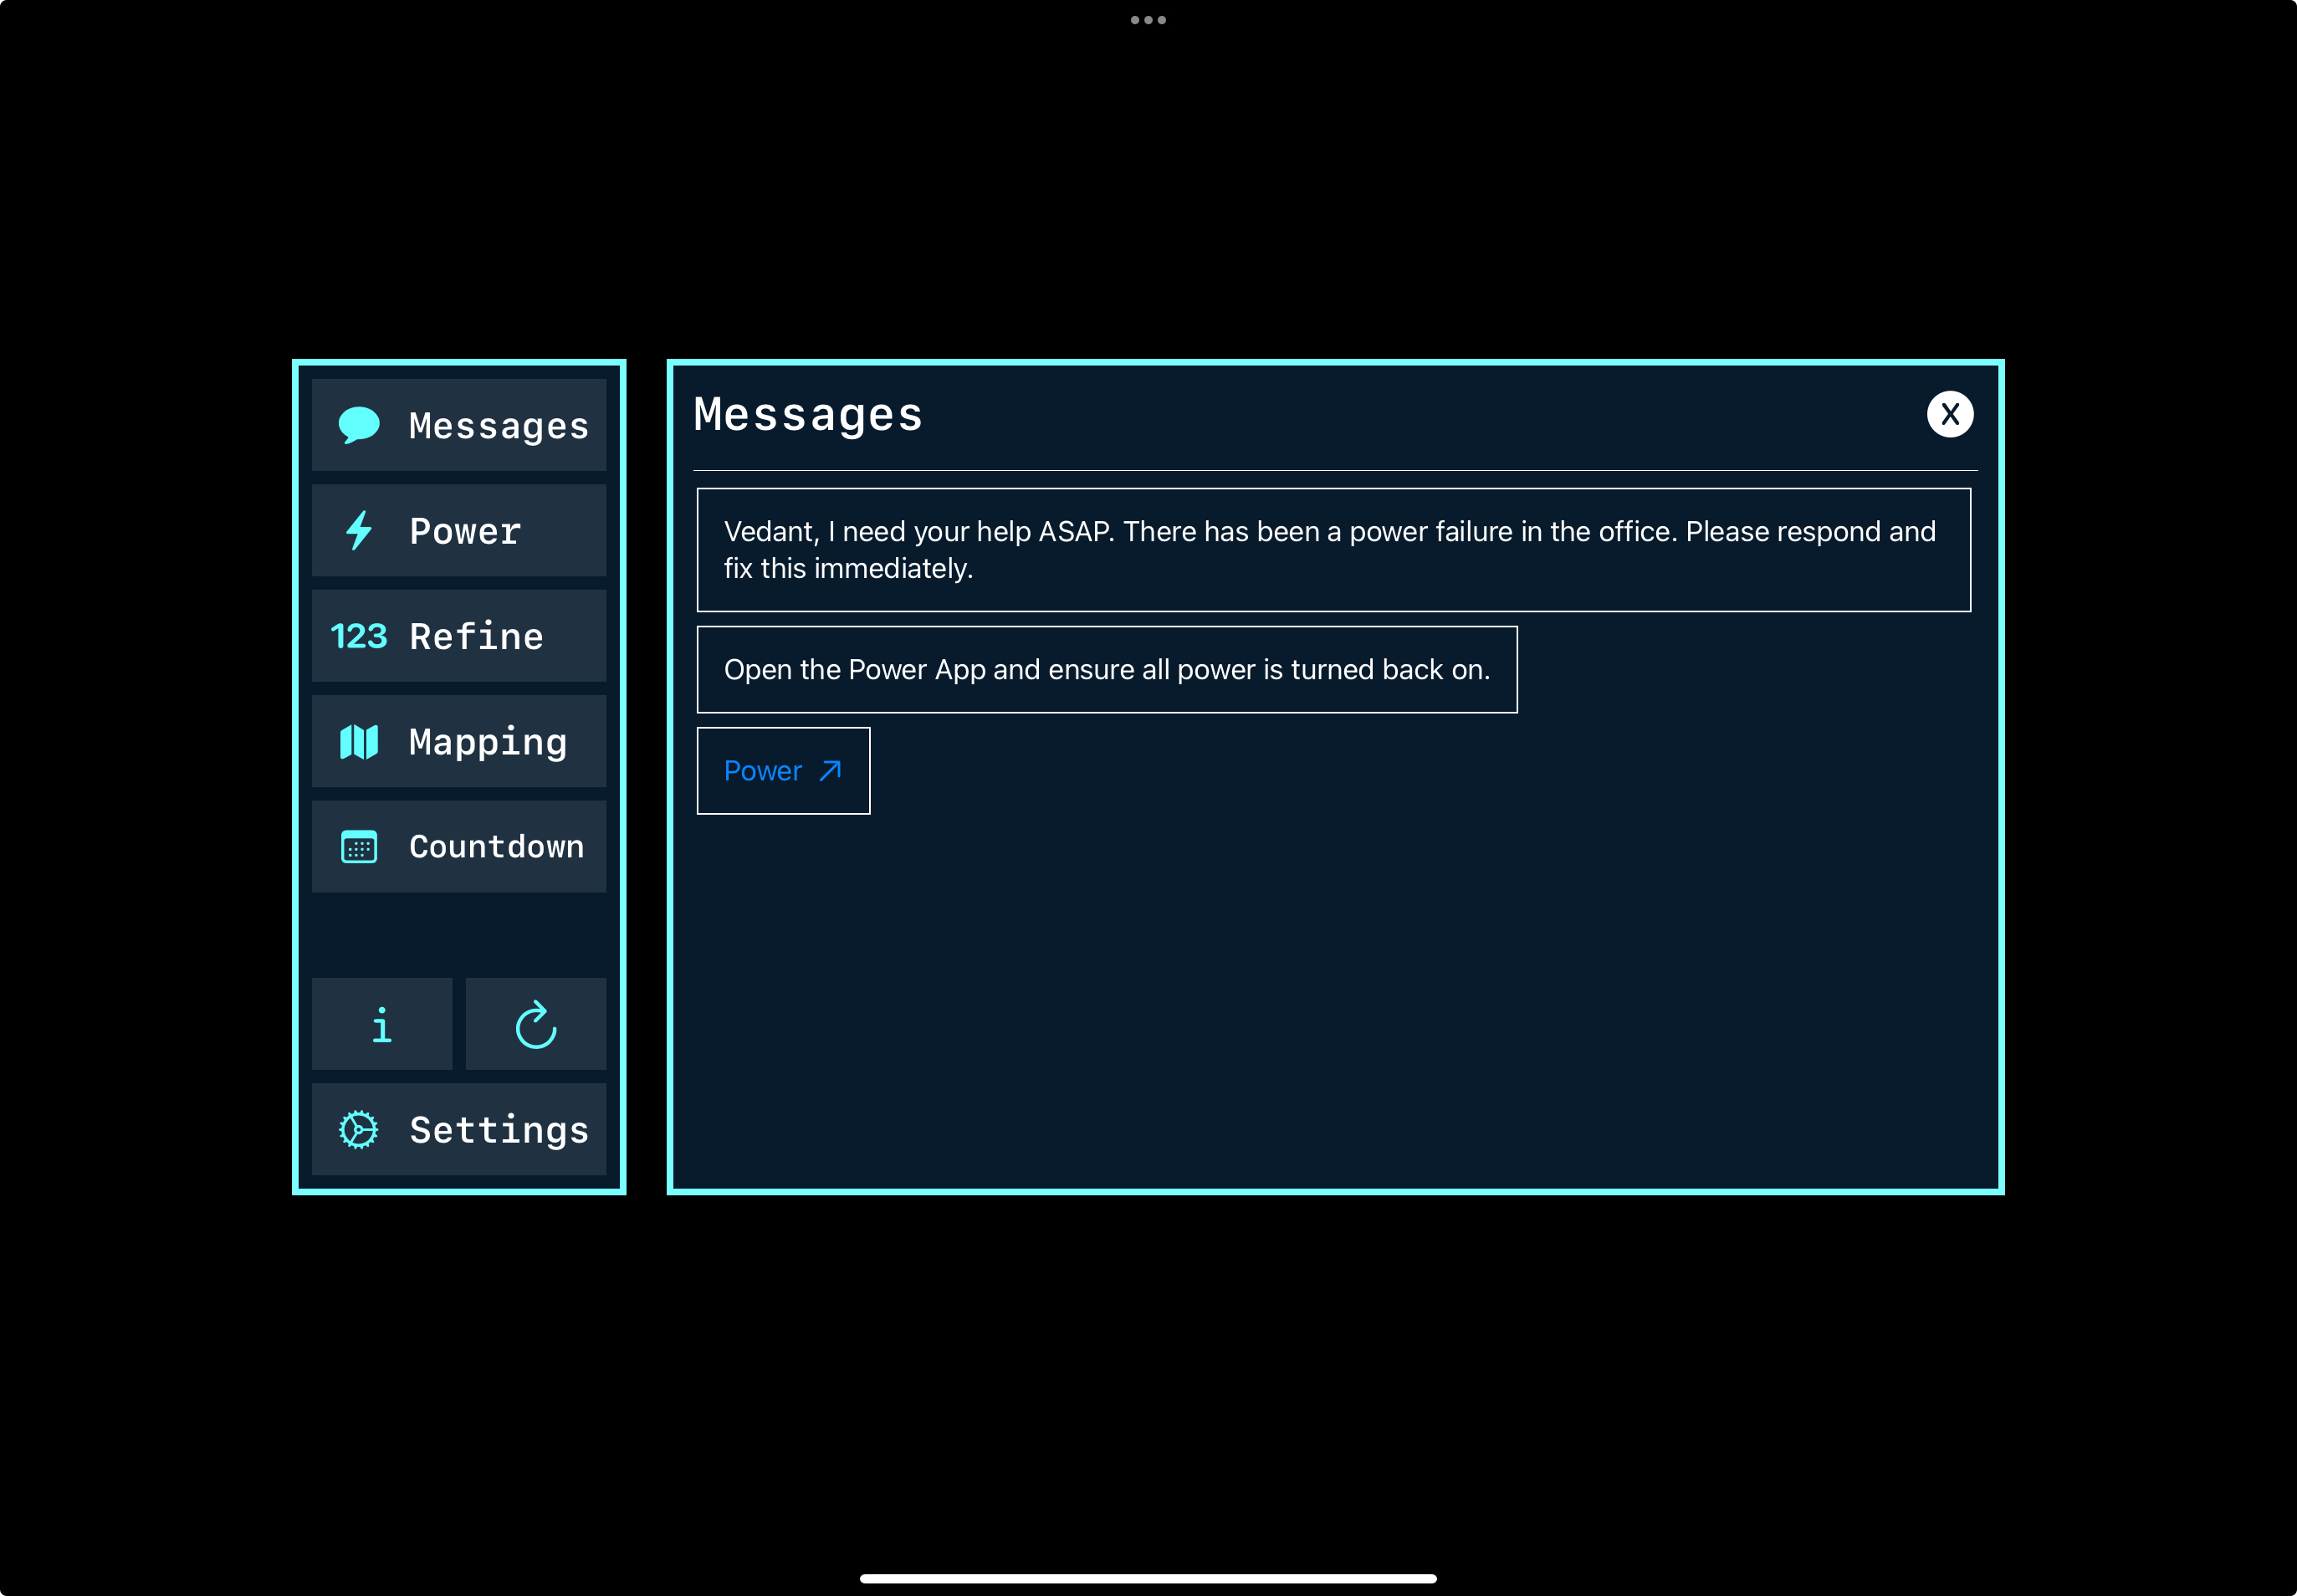 Messages
Power
123 Refine
Mapping
Countdown
i
Settings
Messages
X
Vedant, I need your help ASAP. There has been a power failure in the office. Please respond and
fix this immediately.
Open the Power App and ensure all power is turned back on.
Power